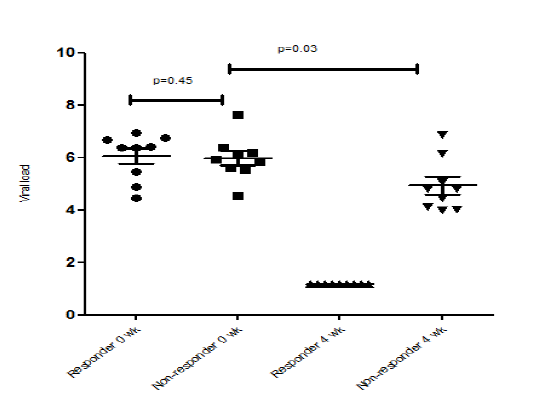 p=0.03
p=0.45
10
8
6
4
2
0
Viral load
Responder 0 wk
Non-responder 0 wk
Responder 4 wk
Non-responder 4 wk